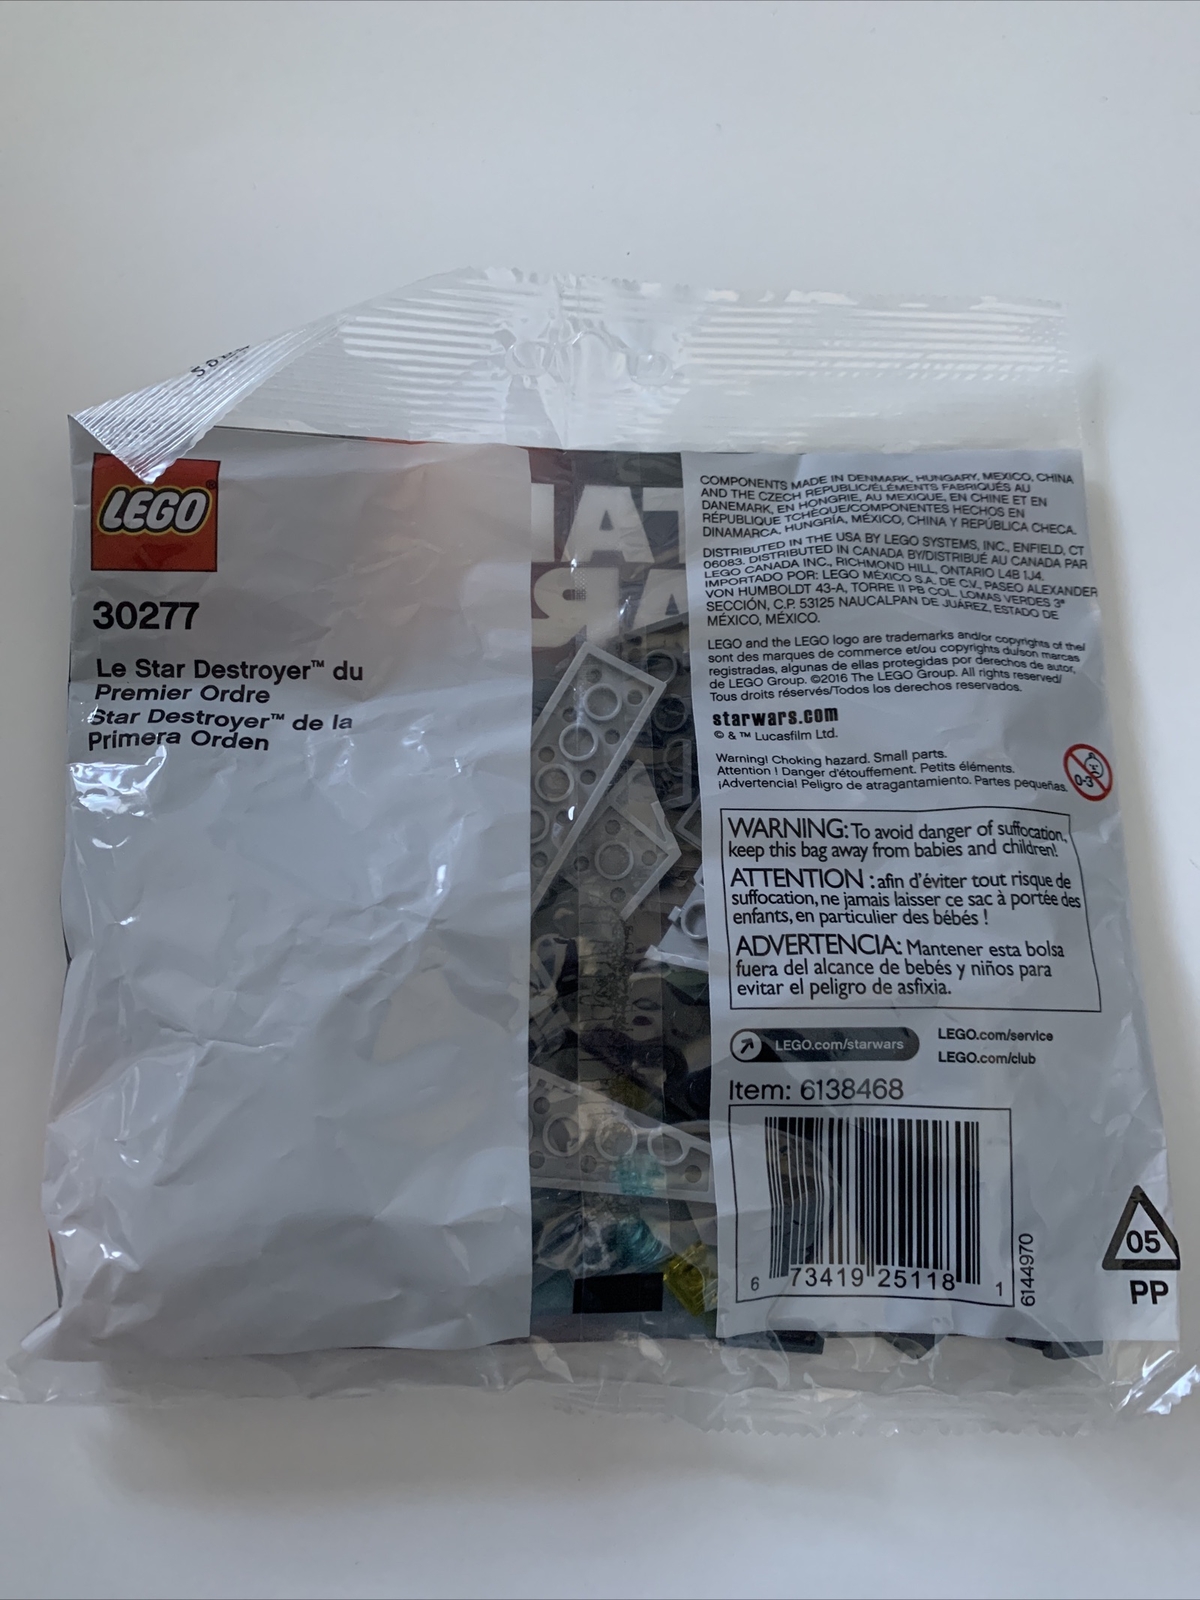 LEGO
30277
Le Star Destroyer™ du
Premier Ordre
Star Destroyer™ de la
Primera Orden
COMPONENTS MADE IN DENMARK, HUNGARY, MEXICO, CHINA
AND THE CZECH REPUBLIC/ÉLÉMENTS FABRIQUÉS AU
DANEMARK, EN HONGRIE, AU MEXIQUE, EN CHINE ET EN
RÉPUBLIQUE TCHÈQUE/COMPONENTES HECHOS EN
DINAMARCA, HUNGRÍA, MÉXICO, CHINA Y REPÚBLICA CHECA.
DISTRIBUTED IN THE USA BY LEGO SYSTEMS, INC., ENFIELD, CT
06083. DISTRIBUTED IN CANADA BY/DISTRIBUÉ AU CANADA PAR
LEGO CANADA INC., RICHMOND HILL, ONTARIO L4B 1J4.
IMPORTADO POR: LEGO MÉXICO S.A. DE C.V., PASEO ALEXANDER
VON HUMBOLDT 43-A, TORRE II PB COL. LOMAS VERDES 3ª
SECCIÓN, C.P. 53125 NAUCALPAN DE JUÁREZ, ESTADO DE
MÉXICO, MÉXICO.
LEGO and the LEGO logo are trademarks and/or copyrights of the/
sont des marques de commerce et/ou copyrights du/son marcas
registradas, algunas de ellas protegidas por derechos de autor,
de LEGO Group. ©2016 The LEGO Group. All rights reserved/
Tous droits réservés/Todos los derechos reservados.
starwars.com
© & ™ Lucasfilm Ltd.
Warning! Choking hazard. Small parts.
Attention ! Danger d'étouffement. Petits éléments.
¡Advertencia! Peligro de atragantamiento. Partes pequeñas.
0-3
WARNING: To avoid danger of suffocation,
keep this bag away from babies and children!
ATTENTION : afin d'éviter tout risque de
suffocation, ne jamais laisser ce sac à portée des
enfants, en particulier des bébés !
ADVERTENCIA: Mantener esta bolsa
fuera del alcance de bebés y niños para
evitar el peligro de asfixia.
LEGO.com/starwars
LEGO.com/service
LEGO.com/club
Item: 6138468
6 73419 25118 1
6144970
05
PP